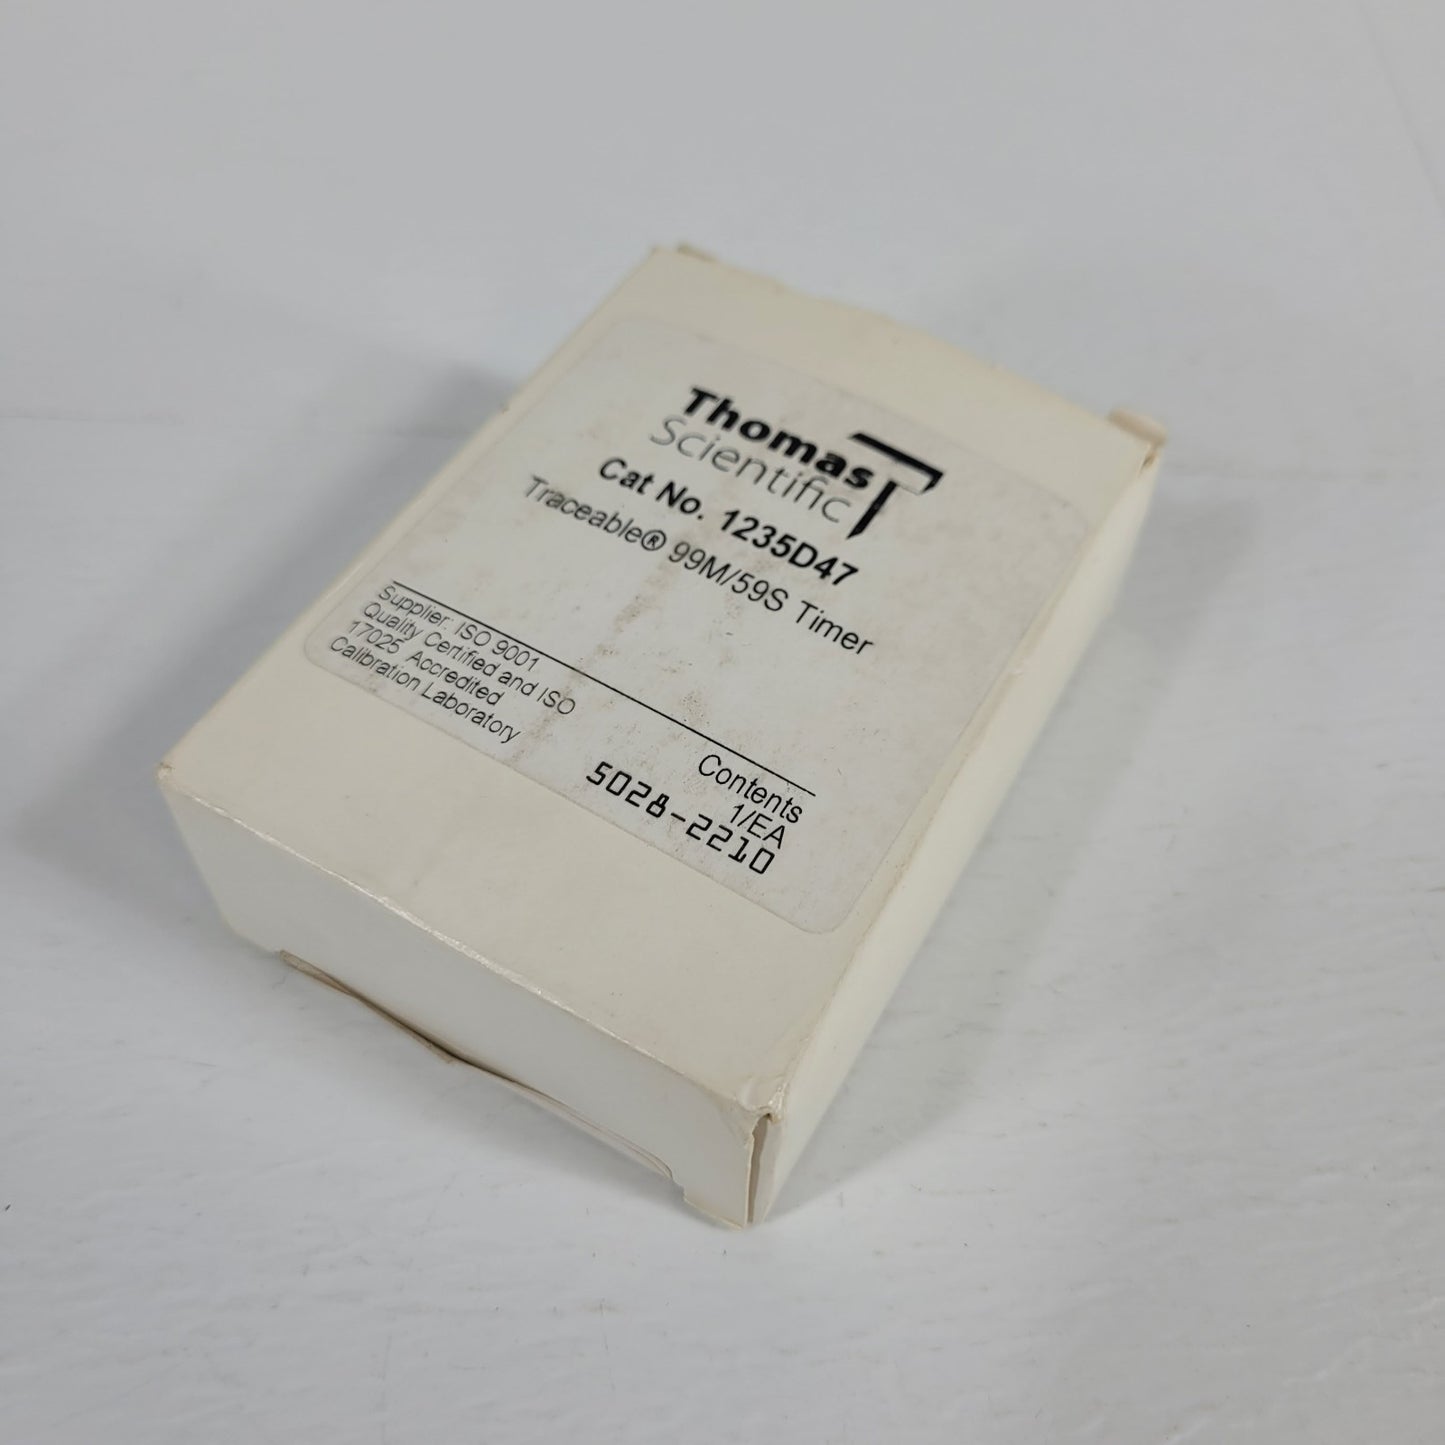 Thomas
Scientific
Cat No. 1235D47
Traceable® 99M/59S Timer
Supplier: ISO 9001
Quality Certified and ISO
17025 Accredited
Calibration Laboratory
Contents
1/EA
5028-2210